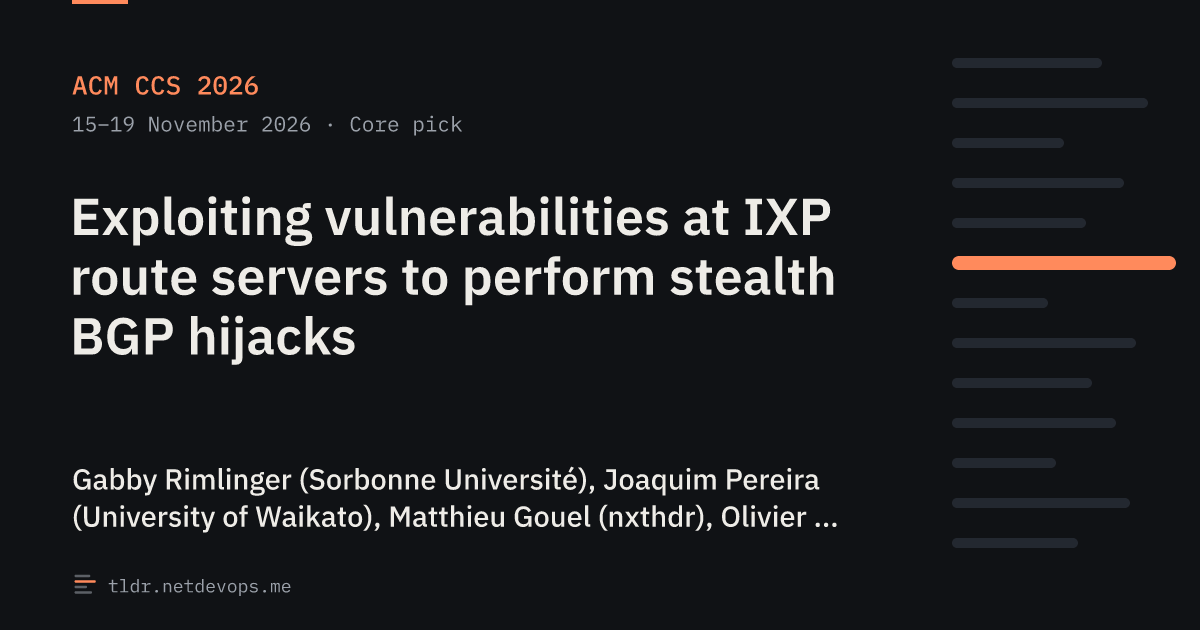 ACM CCS 2026
15–19 November 2026 · Core pick
Exploiting vulnerabilities at IXP
route servers to perform stealth
BGP hijacks
Gabby Rimlinger (Sorbonne Université), Joaquim Pereira
(University of Waikato), Matthieu Gouel (nxthdr), Olivier ...
tldr.netdevops.me